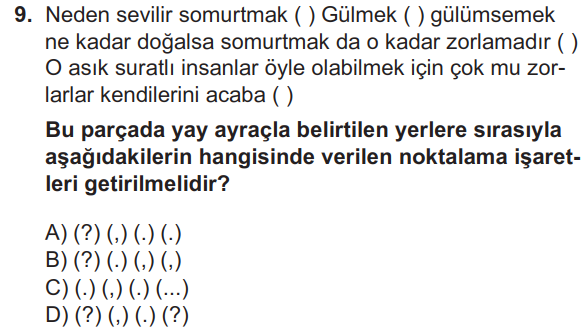 9. Neden sevilir somurtmak ( ) Gülmek ( ) gülümsemek
ne kadar doğalsa somurtmak da o kadar zorlamadır ( )
O asık suratlı insanlar öyle olabilmek için çok mu zor-
larlar kendilerini acaba ( )
Bu parçada yay ayraçla belirtilen yerlere sırasıyla
aşağıdakilerin hangisinde verilen noktalama işaret-
leri getirilmelidir?
A) (?) (,) (.) (.)
B) (?) (.) (,) (,)
C) (.) (,) (.) (...)
D) (?) (,) (.) (?)